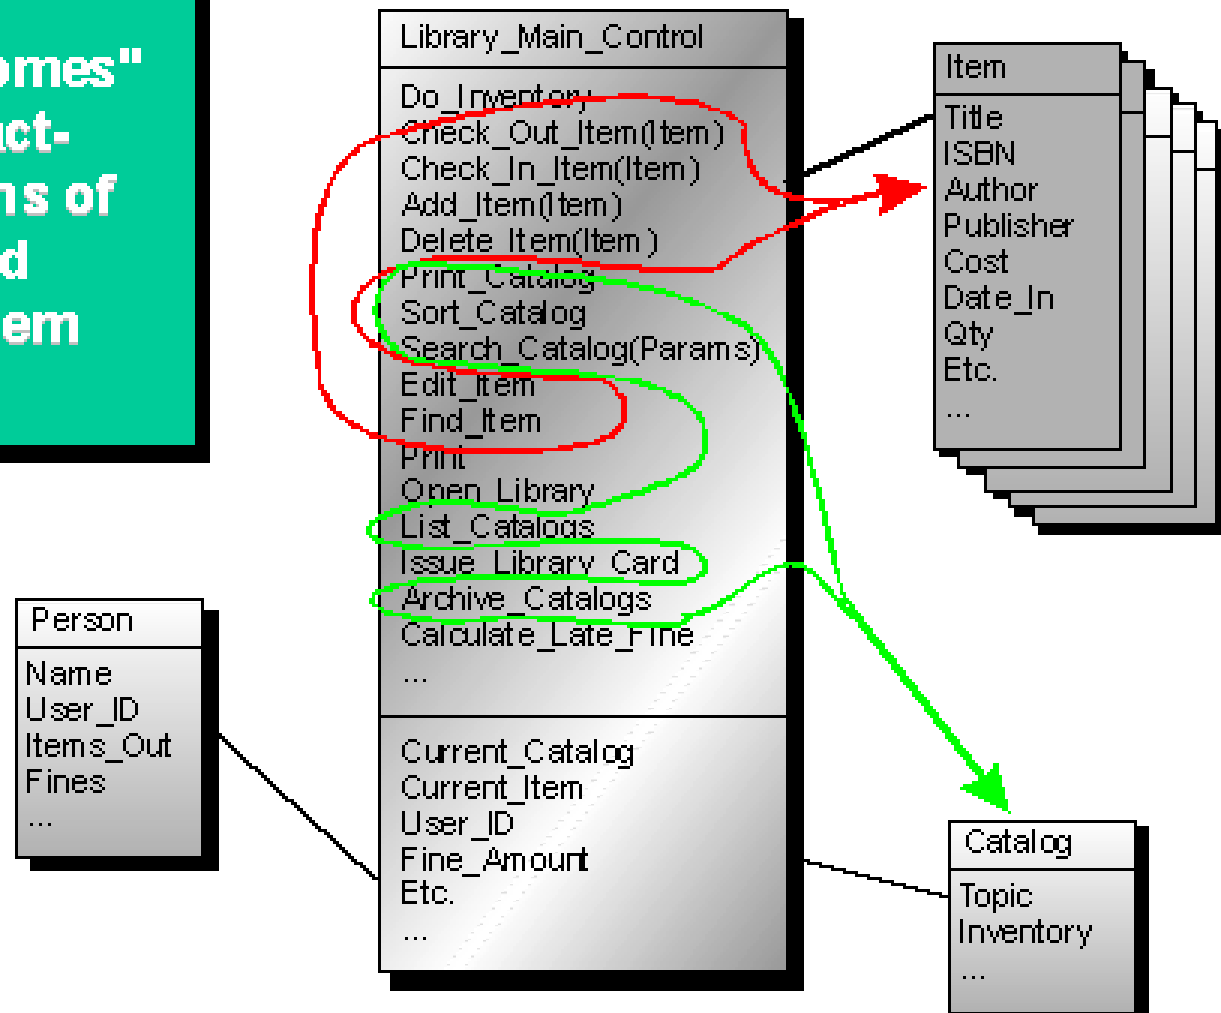 omes"
act-
ns of
d
em
Library_Main_Control
Do_Inventory
Check_Out_Item(Item)
Check_In_Item(Item)
Add_Item(Item)
Delete_Item(Item)
Print_Catalog
Sort_Catalog
Search_Catalog(Params)
Edit_Item
Find_Item
Print
Open_Library
List_Catalogs
Issue_Library_Card
Archive_Catalogs
Calculate_Late_Fine
...
Current_Catalog
Current_Item
User_ID
Fine_Amount
Etc.
...
Item
Title
ISBN
Author
Publisher
Cost
Date_In
Qty
Etc.
...
Person
Name
User_ID
Items_Out
Fines
...
Catalog
Topic
Inventory
...